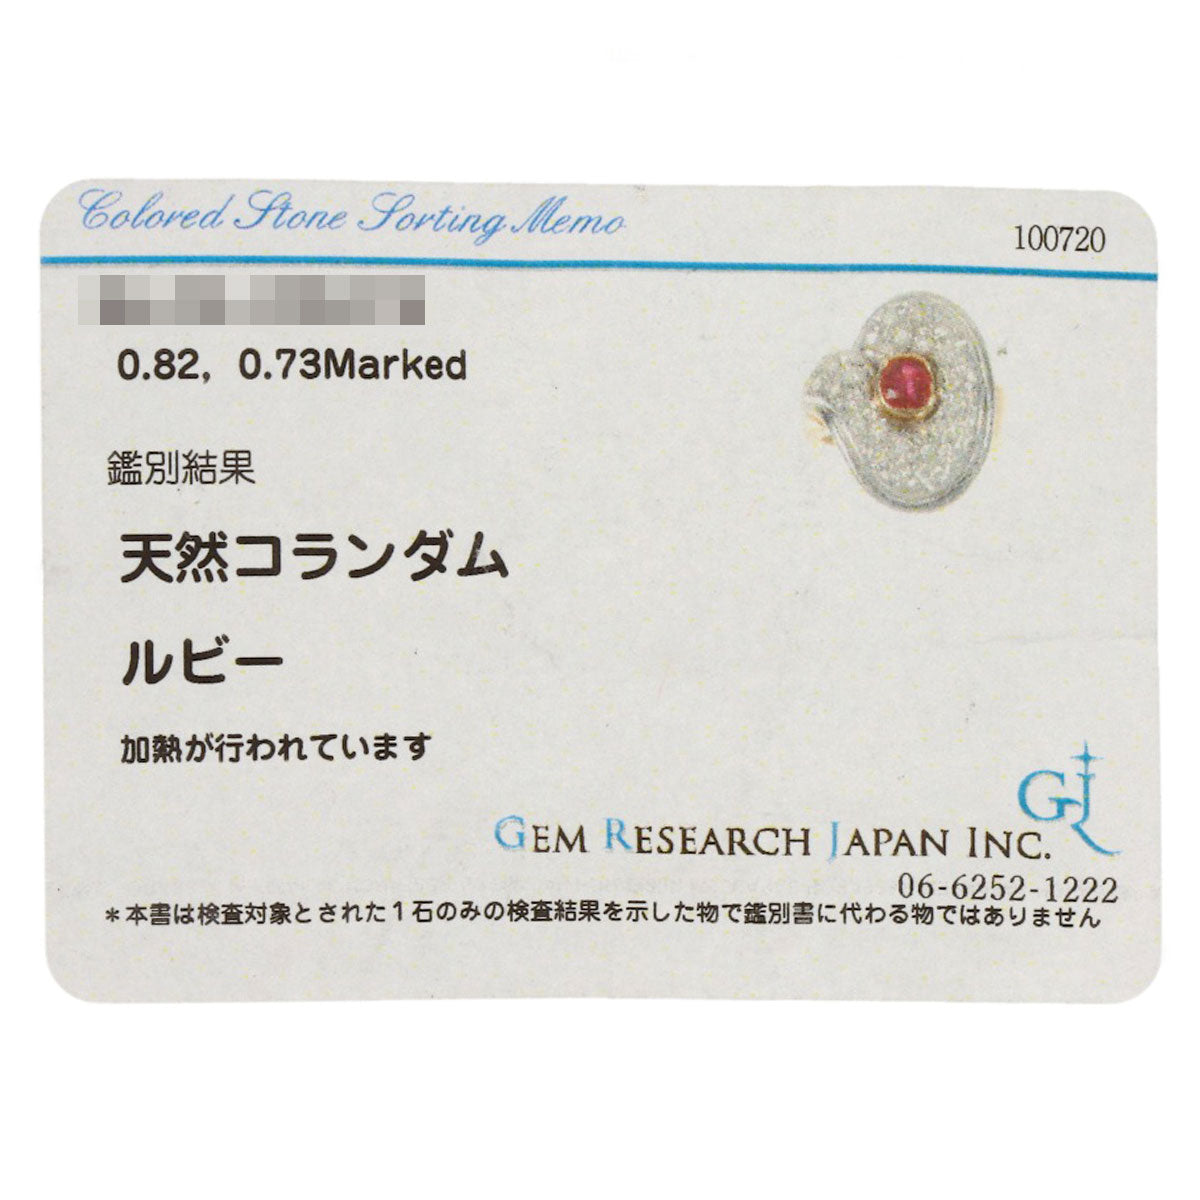 Colored Stone Sorting Memo
100720
0.82, 0.73Marked
鑑別結果
天然コランダム
ルビー
加熱が行われています
GJ
GEM RESEARCH JAPAN INC.
06-6252-1222
*本書は検査対象とされた1石のみの検査結果を示した物で鑑別書に代わる物ではありません